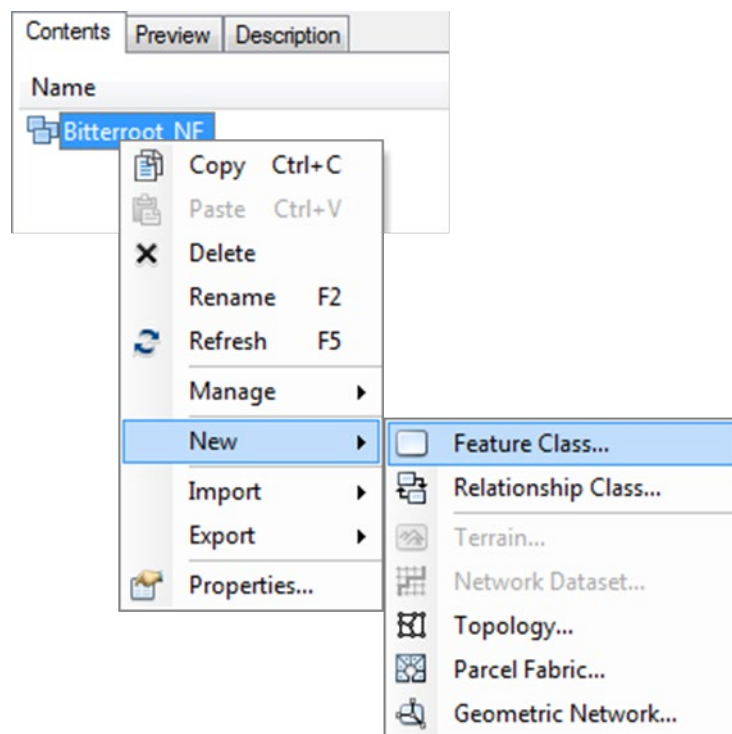 Contents Preview Description
Name
Bitterroot_NF
Copy Ctrl+C
Paste Ctrl+V
Delete
Rename F2
Refresh F5
Manage
New
Import
Export
Properties...
Feature Class...
Relationship Class...
Terrain...
Network Dataset...
Topology...
Parcel Fabric...
Geometric Network...